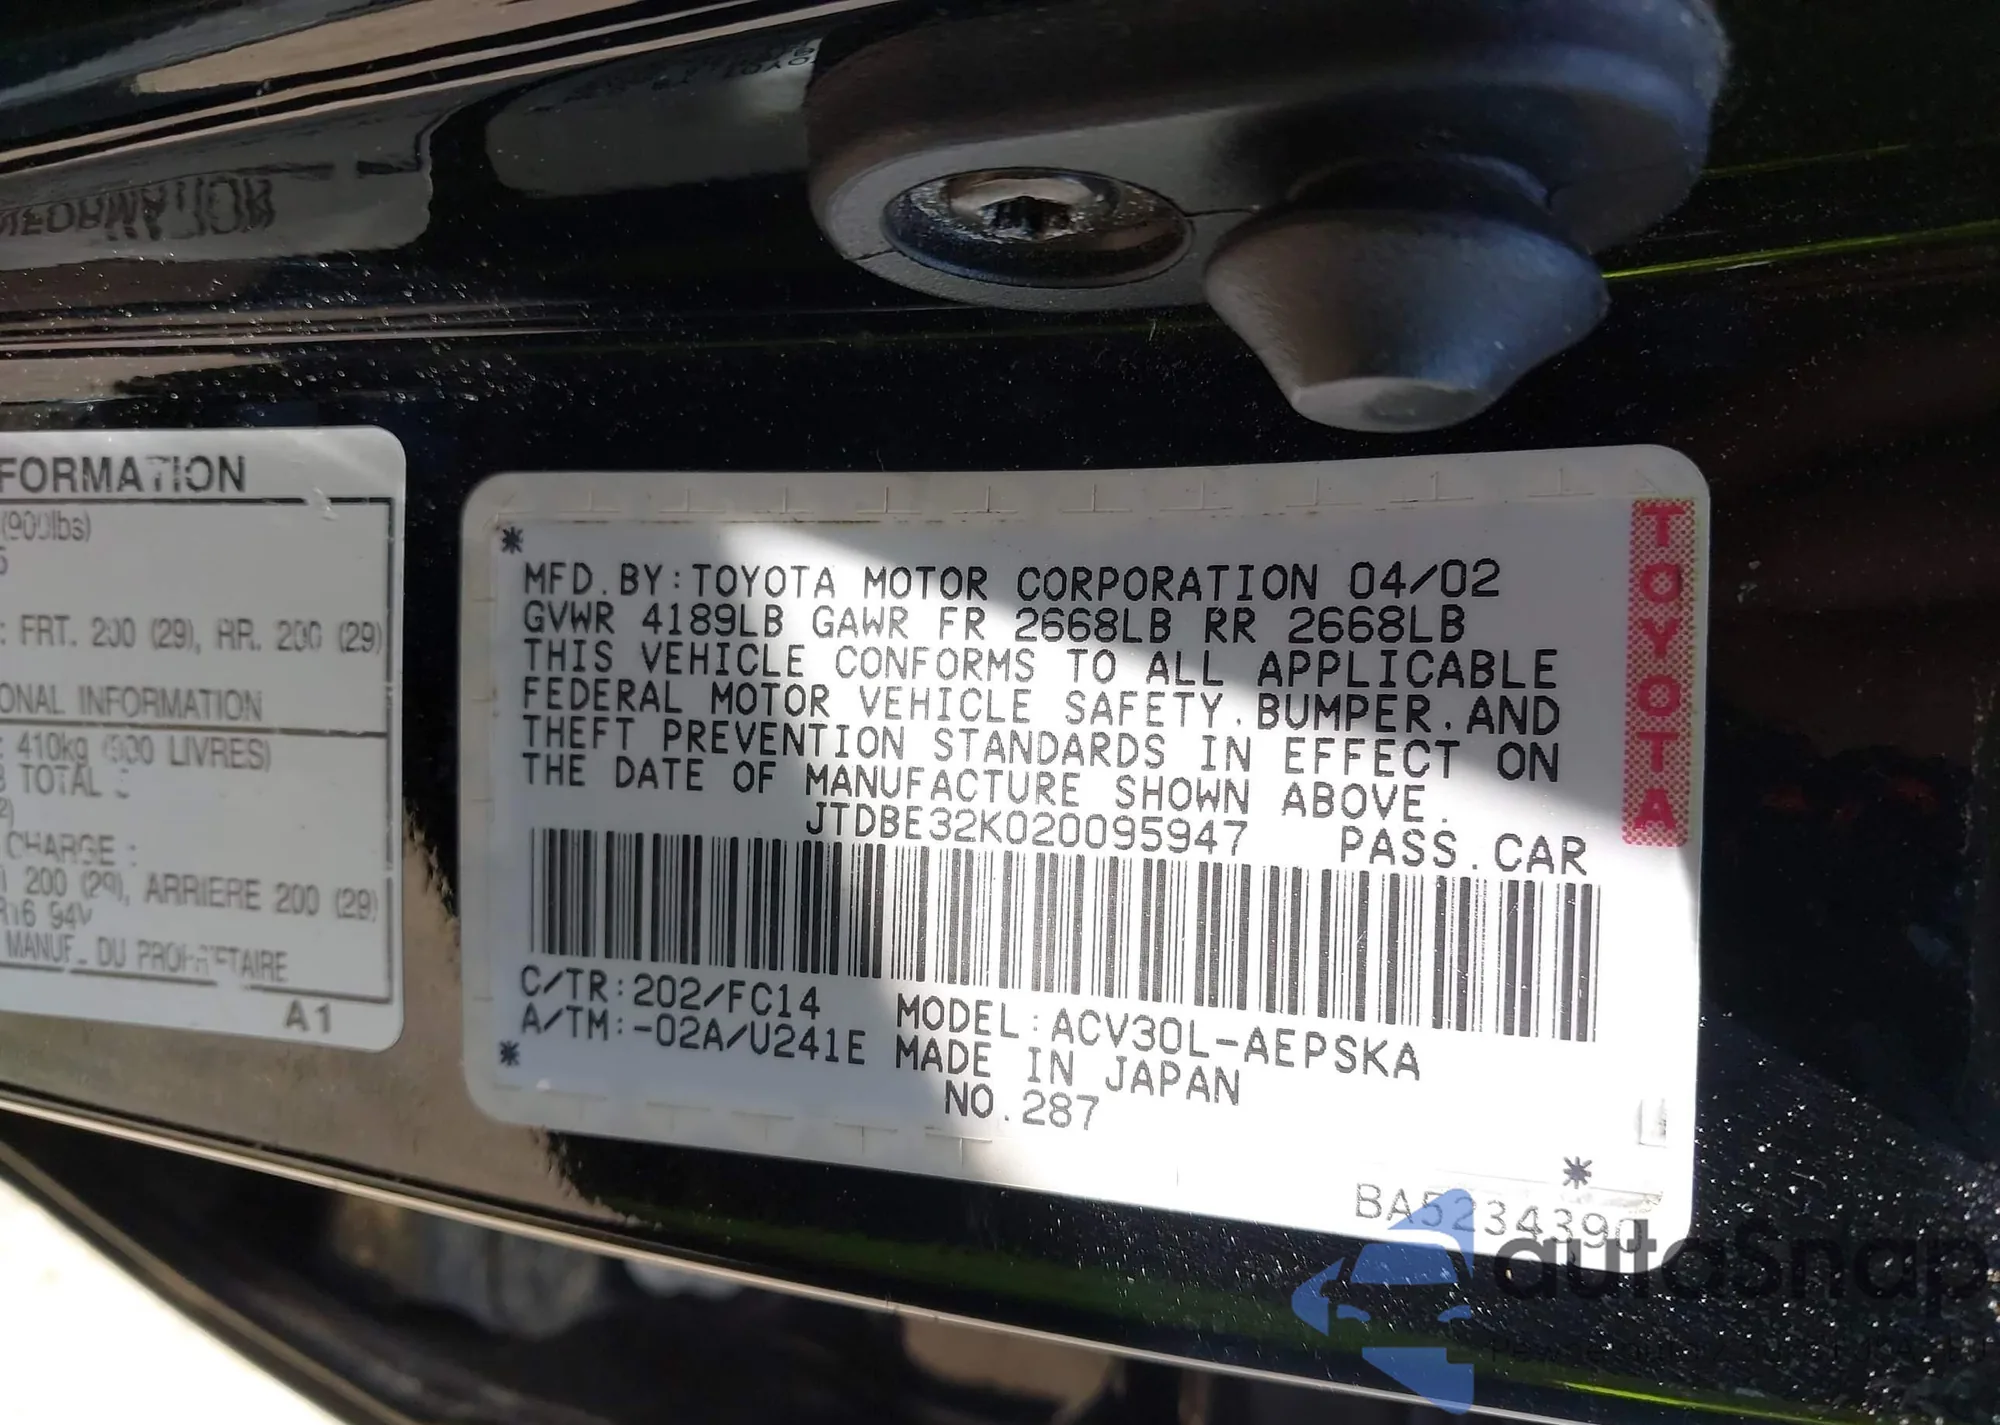 FORMATION
(900lbs)
: FRT. 200 (29), RR. 200 (29)
ONAL INFORMATION
: 410kg (900 LIVRES)
TOTAL
CHARGE :
200 (29), ARRIERE 200 (29)
R16 94V
MANUF. DU PROPRIETAIRE
A1
*
MFD.BY:TOYOTA MOTOR CORPORATION 04/02
GVWR 4189LB GAWR FR 2668LB RR 2668LB
THIS VEHICLE CONFORMS TO ALL APPLICABLE
FEDERAL MOTOR VEHICLE SAFETY.BUMPER.AND
THEFT PREVENTION STANDARDS IN EFFECT ON
THE DATE OF MANUFACTURE SHOWN ABOVE.
JTDBE32K020095947 PASS.CAR
C/TR:202/FC14 MODEL:ACV30L-AEPSKA
A/TM:-02A/U241E MADE IN JAPAN
* NO.287
*
BA5234390
TOYOTA
autoSnap